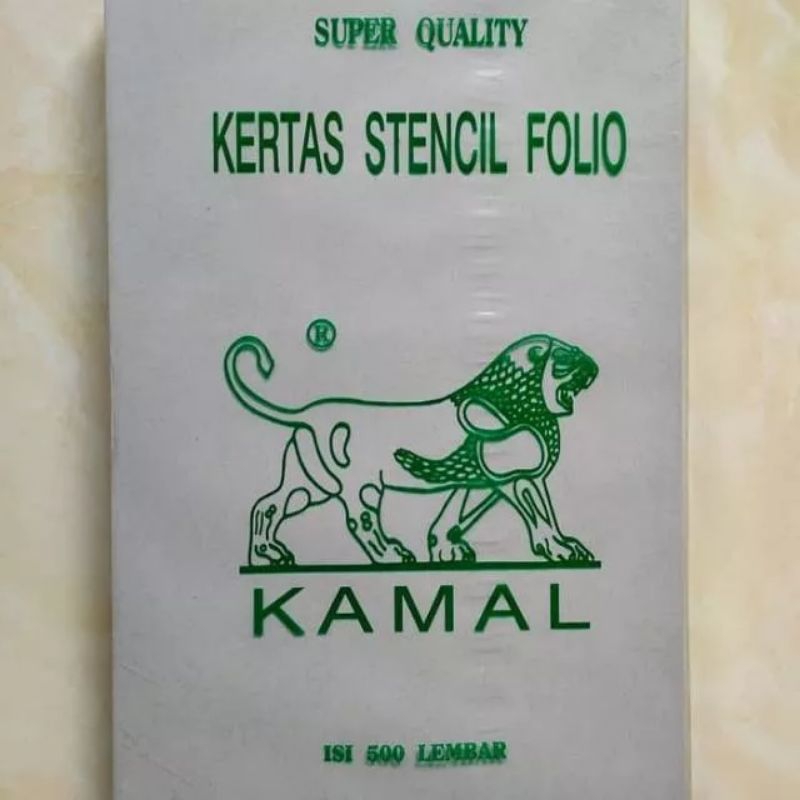 SUPER QUALITY
KERTAS STENCIL FOLIO
®
KAMAL
ISI 500 LEMBAR